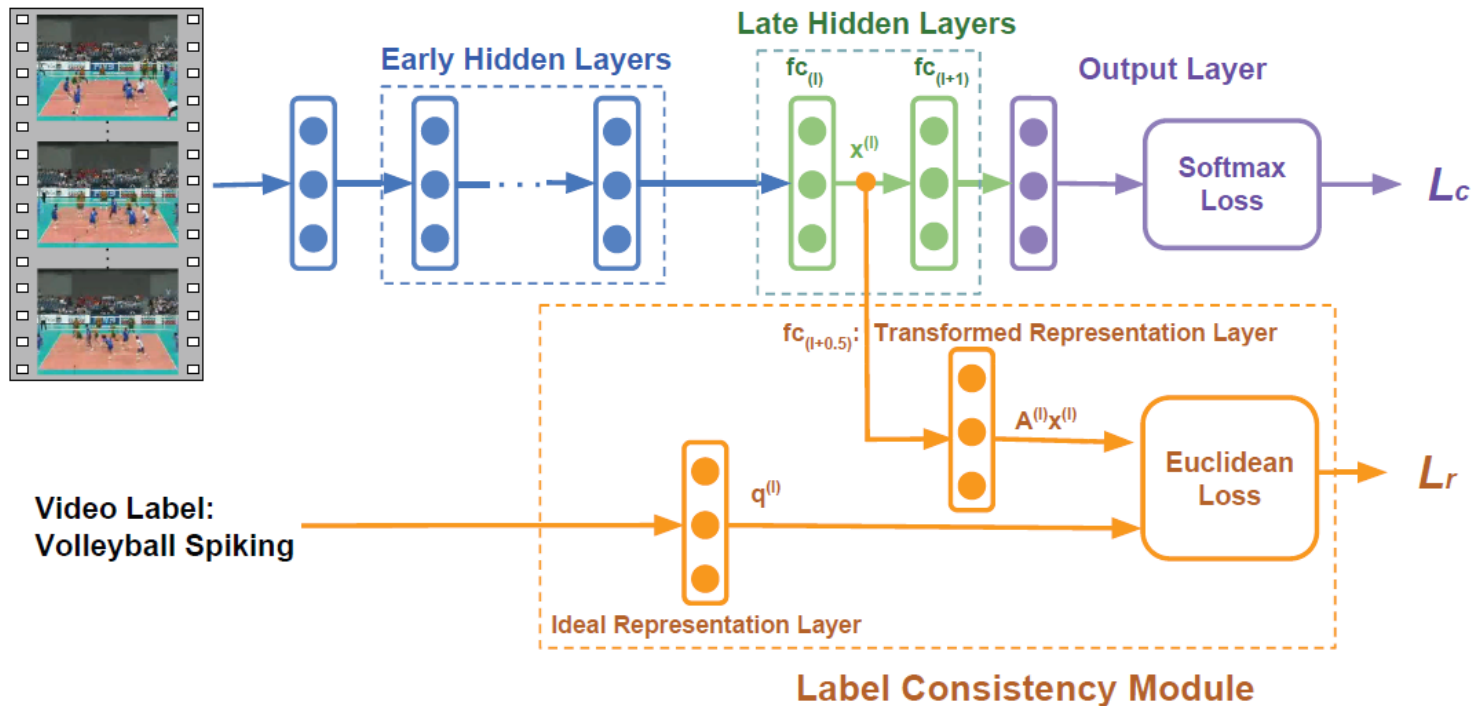 Late Hidden Layers
Early Hidden Layers
fc(l)
fc(l+1)
Output Layer
x(l)
Softmax
Loss
Lc
fc(l+0.5): Transformed Representation Layer
A(l)x(l)
Euclidean
Loss
Lr
q(l)
Video Label:
Volleyball Spiking
Ideal Representation Layer
Label Consistency Module